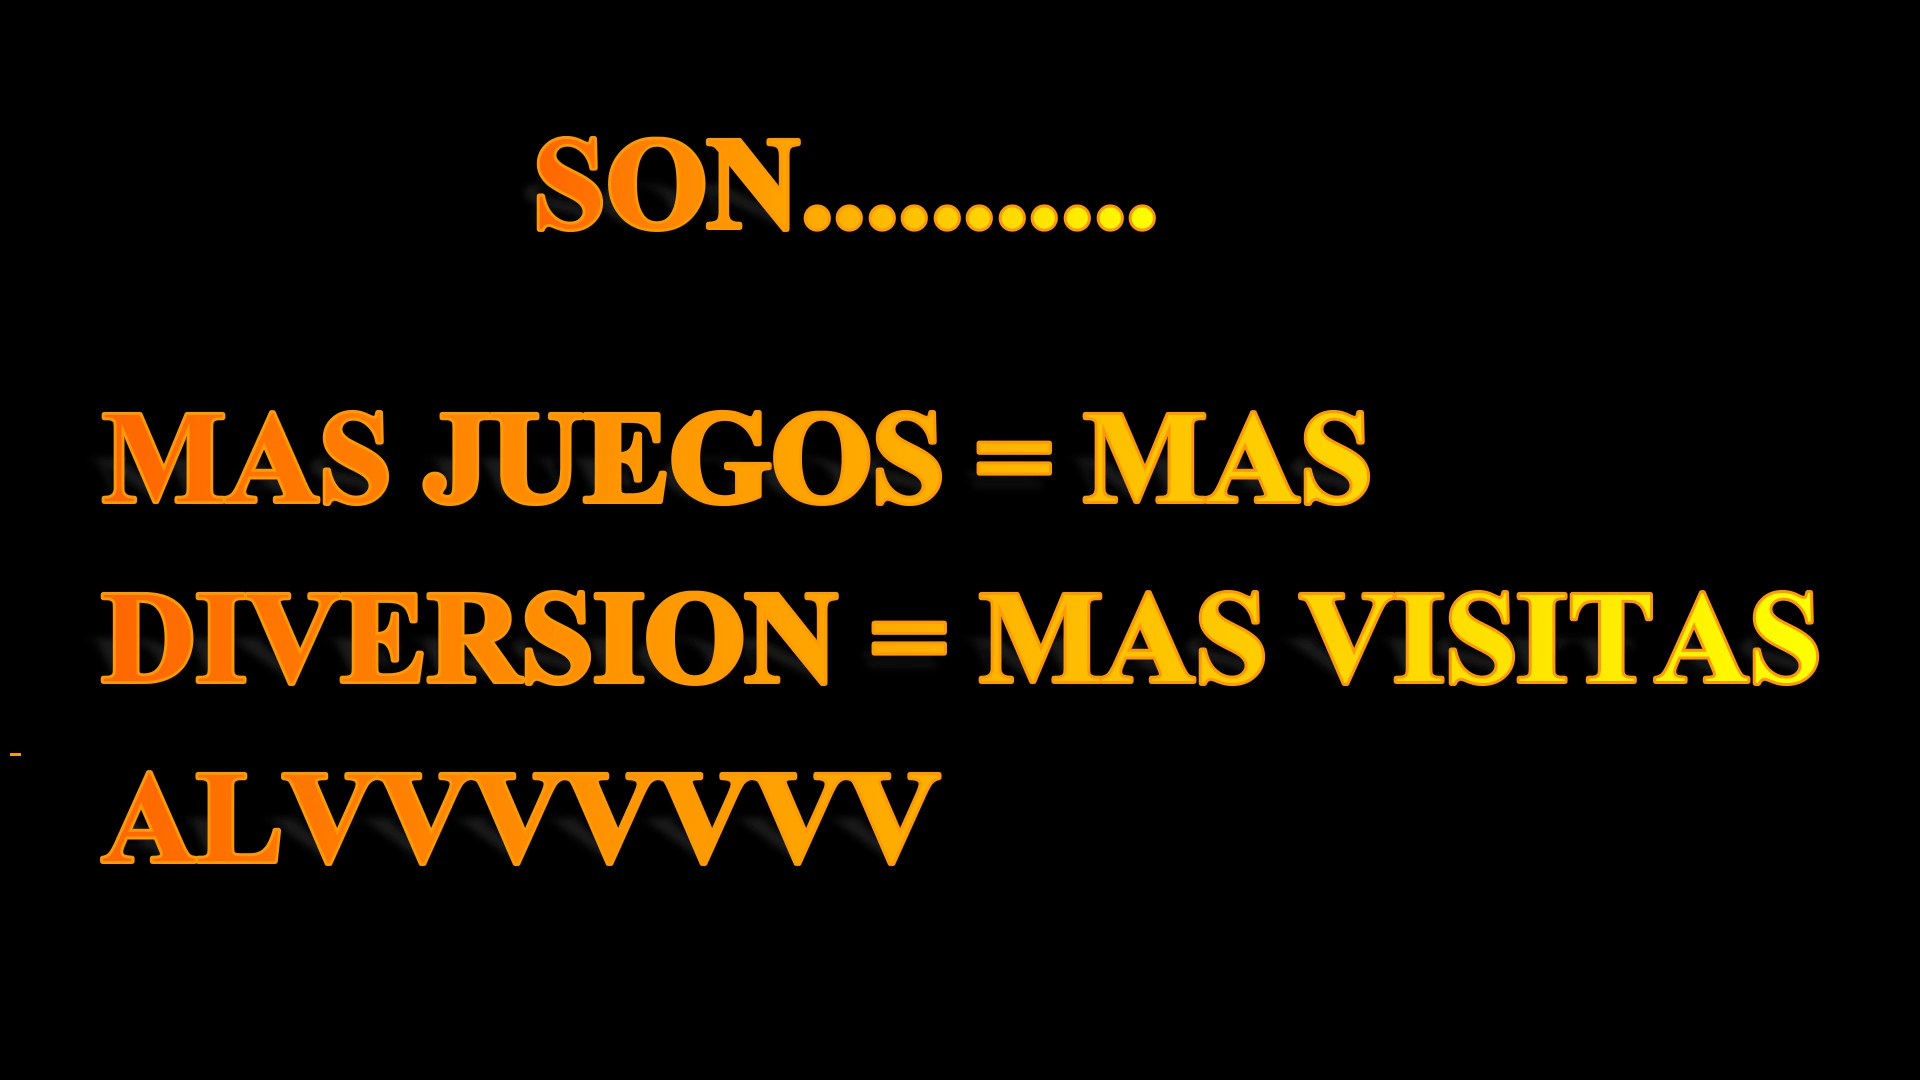 SON...........
MAS JUEGOS = MAS
DIVERSION = MAS VISITAS
ALVVVVVVV